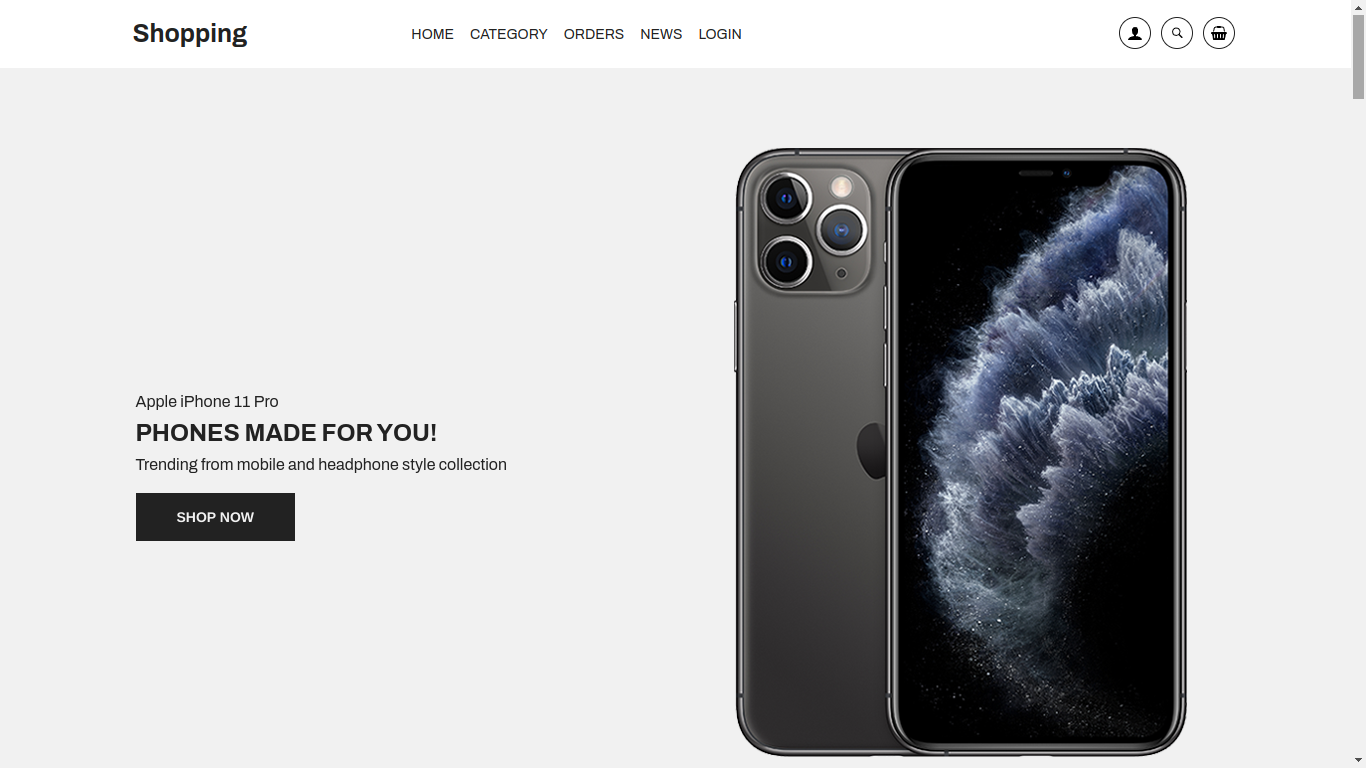 Shopping
HOME CATEGORY ORDERS NEWS LOGIN
Apple iPhone 11 Pro
PHONES MADE FOR YOU!
Trending from mobile and headphone style collection
SHOP NOW